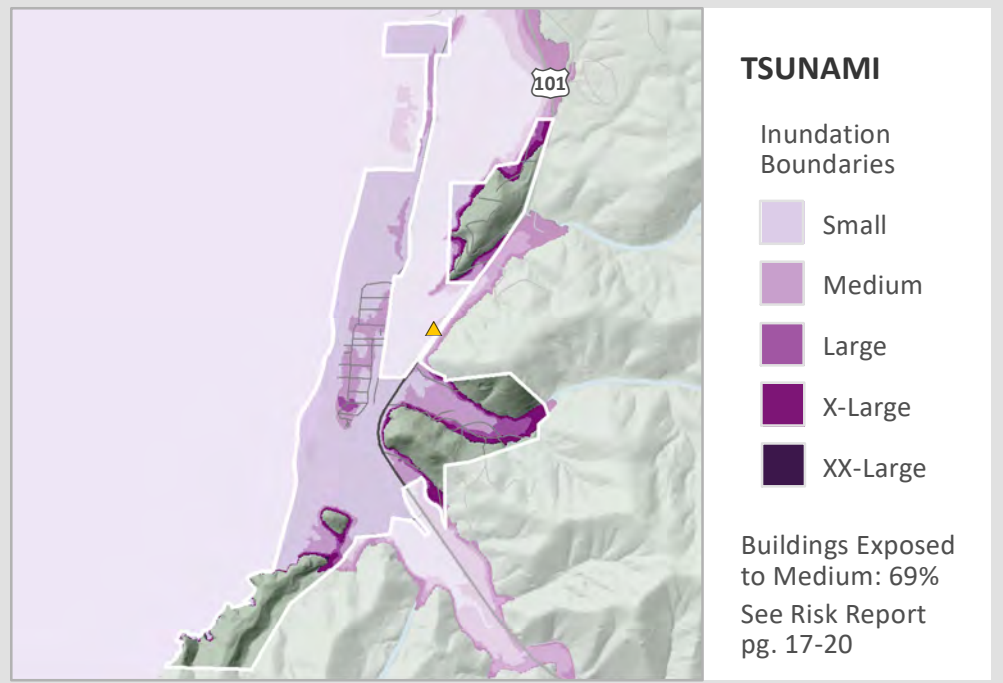 101
TSUNAMI
Inundation
Boundaries
Small
Medium
Large
X-Large
XX-Large
Buildings Exposed
to Medium: 69%
See Risk Report
pg. 17-20